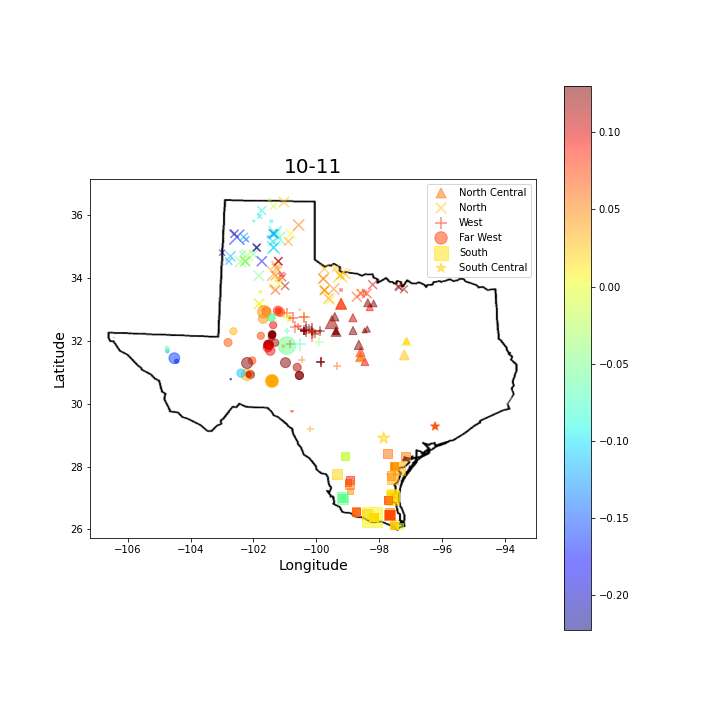 10-11
North Central
North
West
Far West
South
South Central
36
34
32
30
28
26
Latitude
−106
−104
−102
−100
−98
−96
−94
Longitude
0.10
0.05
0.00
−0.05
−0.10
−0.15
−0.20